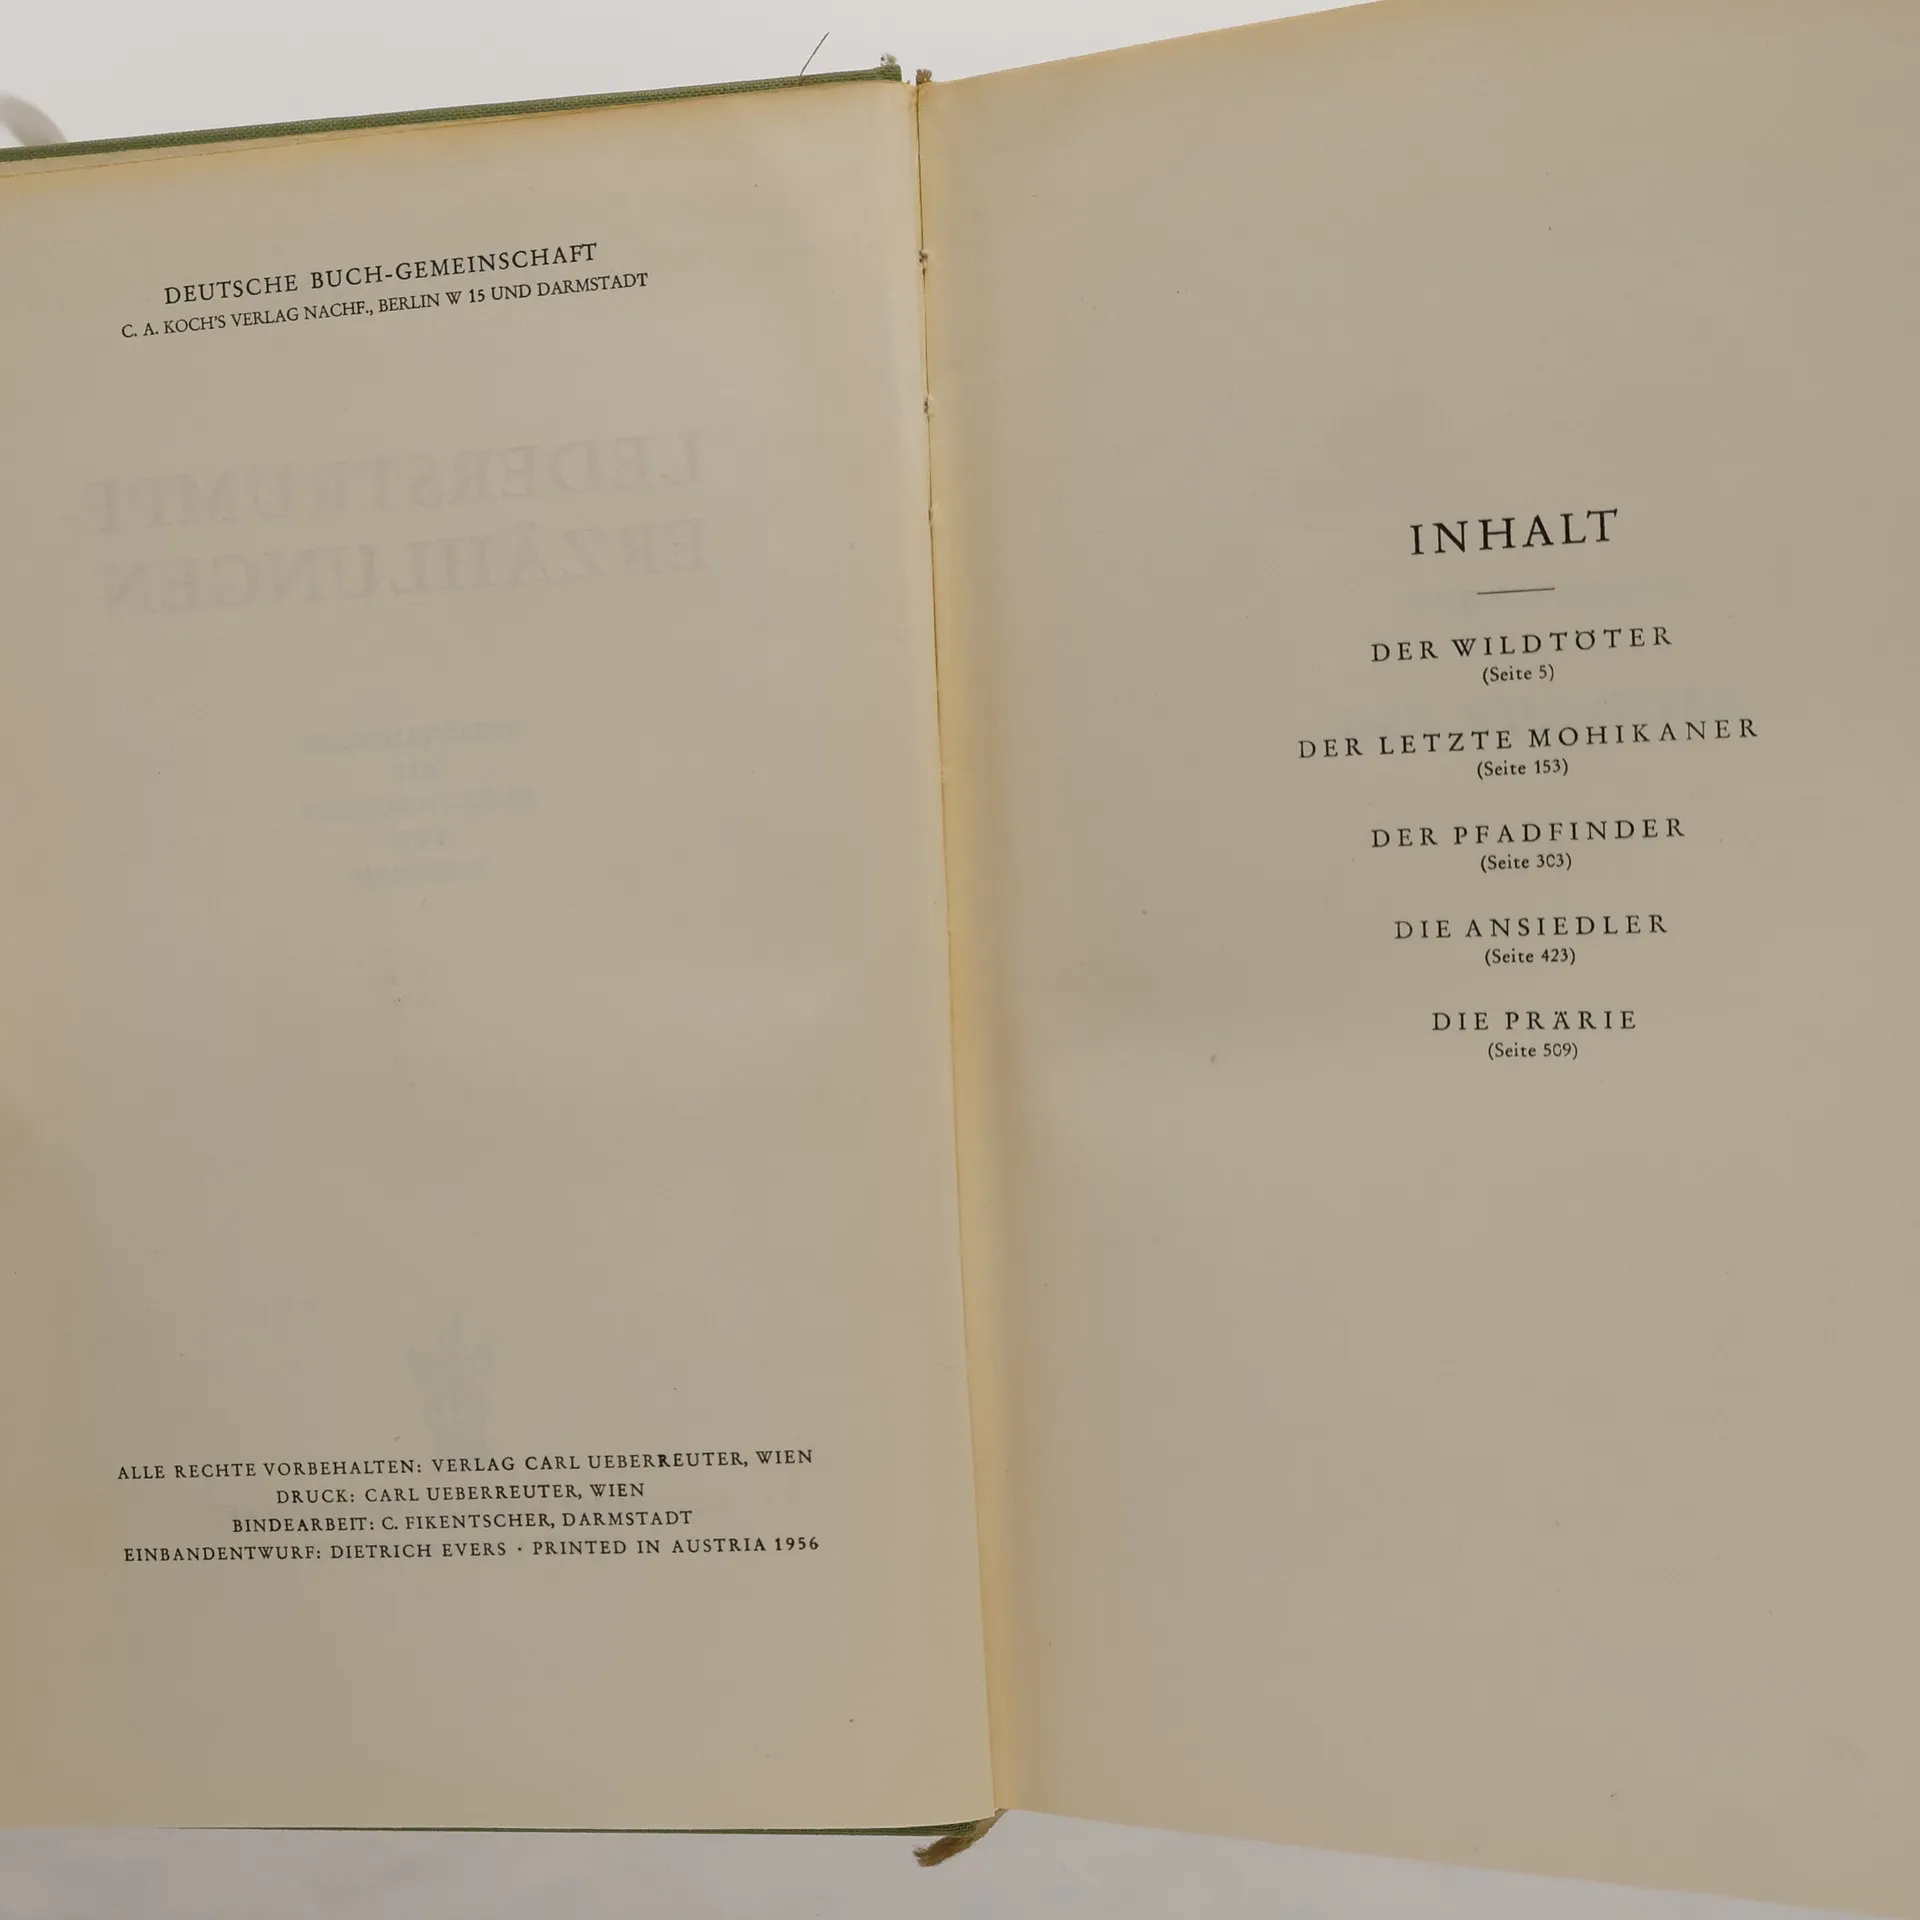 DEUTSCHE BUCH-GEMEINSCHAFT
C. A. KOCH'S VERLAG NACHF., BERLIN W 15 UND DARMSTADT
LEDERSTRUMPF-
ERZÄHLUNGEN
ALLE RECHTE VORBEHALTEN: VERLAG CARL UEBERREUTER, WIEN
DRUCK: CARL UEBERREUTER, WIEN
BINDEARBEIT: C. FIKENTSCHER, DARMSTADT
EINBANDENTWURF: DIETRICH EVERS · PRINTED IN AUSTRIA 1956
INHALT
DER WILDTÖTER
(Seite 5)
DER LETZTE MOHIKANER
(Seite 153)
DER PFADFINDER
(Seite 303)
DIE ANSIEDLER
(Seite 423)
DIE PRÄRIE
(Seite 509)